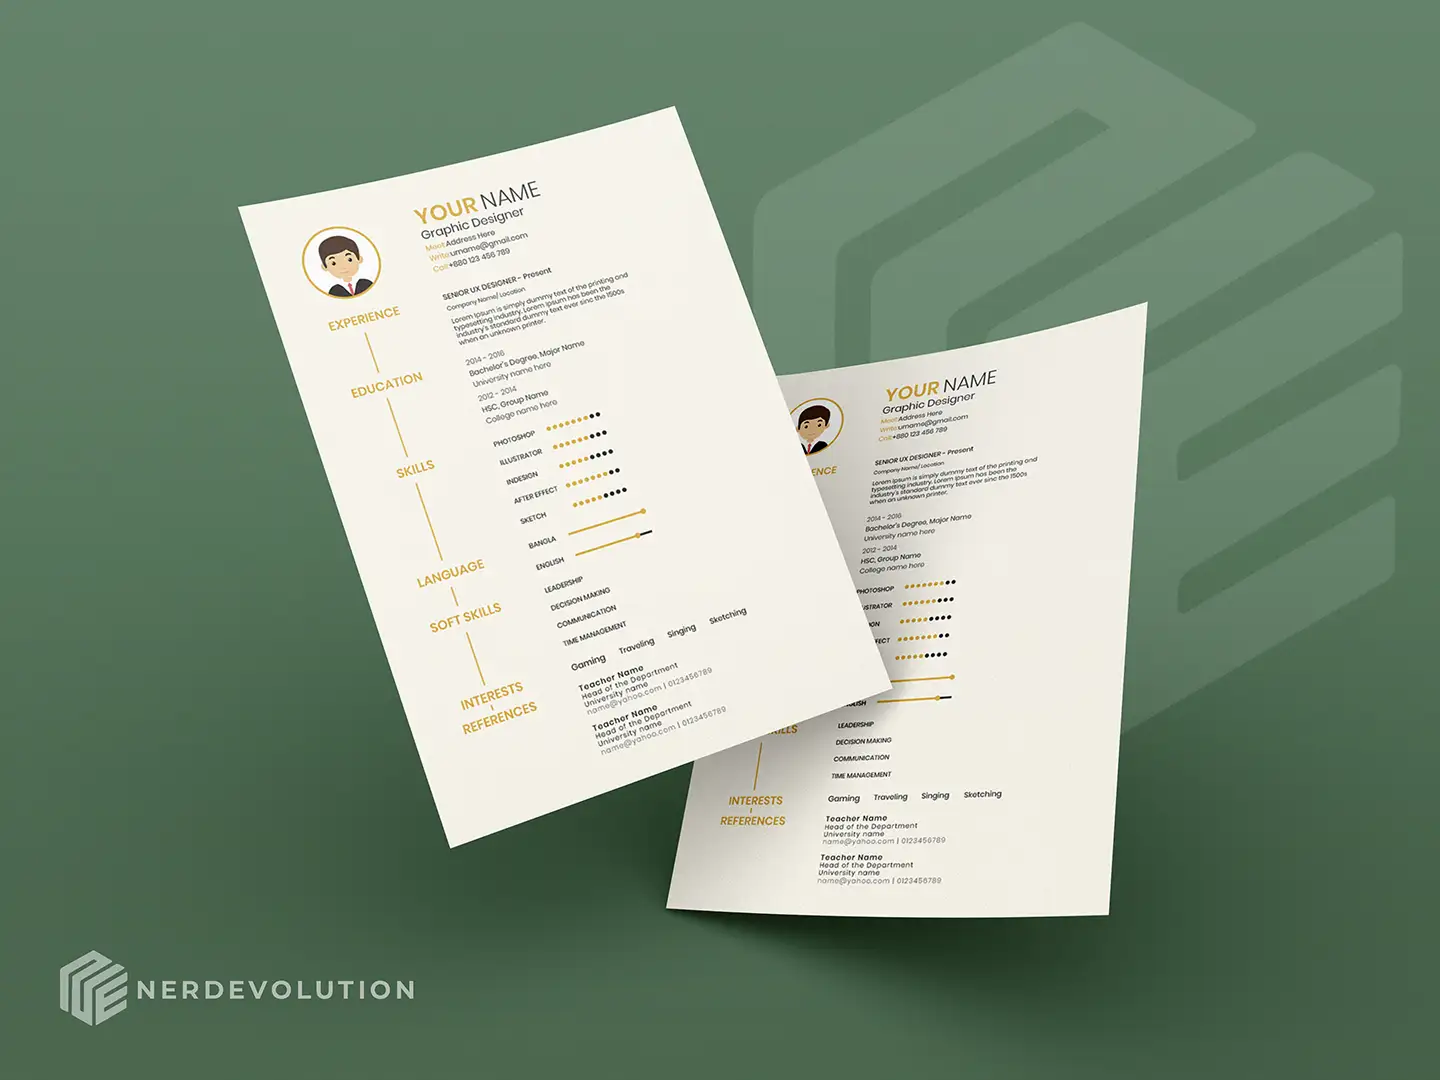 YOUR NAME
Graphic Designer
Meet:Address Here
Write:urname@gmail.com
Call:+880 123 456 789
EXPERIENCE
SENIOR UX DESIGNER - Present
Company Name/ Location
Lorem Ipsum is simply dummy text of the printing and
typesetting industry. Lorem Ipsum has been the
industry's standard dummy text ever sinc the 1500s
when an unknown printer.
EDUCATION
2014 - 2016
Bachelor's Degree, Major Name
University name here
2012 - 2014
HSC, Group Name
College name here
SKILLS
PHOTOSHOP
ILLUSTRATOR
INDESIGN
AFTER EFFECT
SKETCH
LANGUAGE
BANGLA
ENGLISH
SOFT SKILLS
LEADERSHIP
DECISION MAKING
COMMUNICATION
TIME MANAGEMENT
INTERESTS
Gaming Traveling Singing Sketching
REFERENCES
Teacher Name
Head of the Department
University name
name@yahoo.com | 0123456789
Teacher Name
Head of the Department
University name
name@yahoo.com | 0123456789
YOUR NAME
Graphic Designer
Meet:Address Here
Write:urname@gmail.com
Call:+880 123 456 789
ENCE
SENIOR UX DESIGNER - Present
Company Name/ Location
Lorem Ipsum is simply dummy text of the printing and
typesetting industry. Lorem Ipsum has been the
industry's standard dummy text ever sinc the 1500s
when an unknown printer.
2014 - 2016
Bachelor's Degree, Major Name
University name here
2012 - 2014
HSC, Group Name
College name here
PHOTOSHOP
USTRATOR
IGN
FFECT
GLISH
KILLS
LEADERSHIP
DECISION MAKING
COMMUNICATION
TIME MANAGEMENT
INTERESTS
Gaming Traveling Singing Sketching
REFERENCES
Teacher Name
Head of the Department
University name
name@yahoo.com | 0123456789
Teacher Name
Head of the Department
University name
name@yahoo.com | 0123456789
NERDEVOLUTION